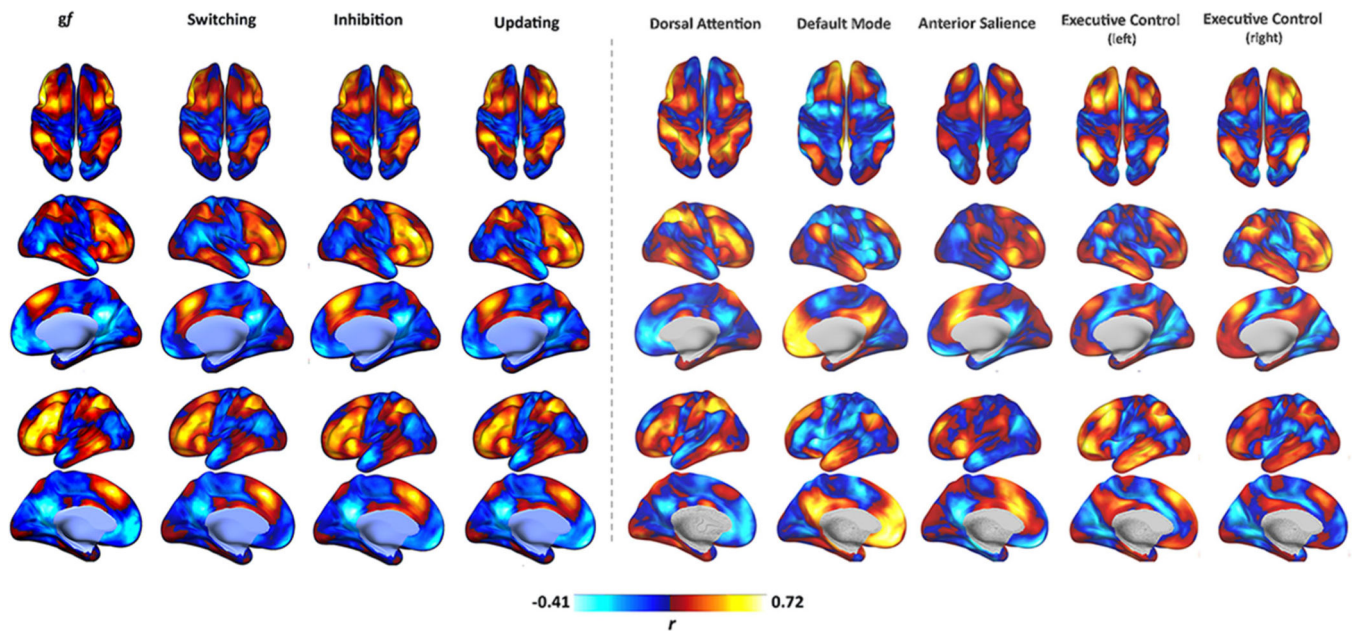 gf
Switching
Inhibition
Updating
Dorsal Attention
Default Mode
Anterior Salience
Executive Control
(left)
Executive Control
(right)
-0.41
0.72
r